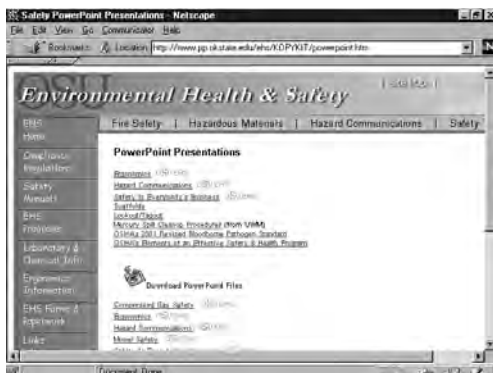 Safety PowerPoint Presentations - Netscape
File Edit View Go Communicator Help
Bookmarks Location http://www.pp.okstate.edu/ehs/KOPYKIT/powerpoint.htm
OSU
Environmental Health & Safety
EHS Home
Fire Safety | Hazardous Materials | Hazard Communications | Safety
Compliance Regulations
Safety Manuals
EHS Programs
Laboratory & Chemical Info
Ergonomics Information
EHS Forms & Paperwork
Links
PowerPoint Presentations
Ergonomics
Hazard Communications
Safety is Everybody's Business
Scaffolds
Lockout/Tagout
Mercury Spill Cleanup Procedures (from UWM)
OSHA's 2001 Revised Bloodborne Pathogen Standard
OSHA's Elements of an Effective Safety & Health Program
Download PowerPoint Files
Compressed Gas Safety
Ergonomics
Hazard Communications
Mower Safety
Document Done